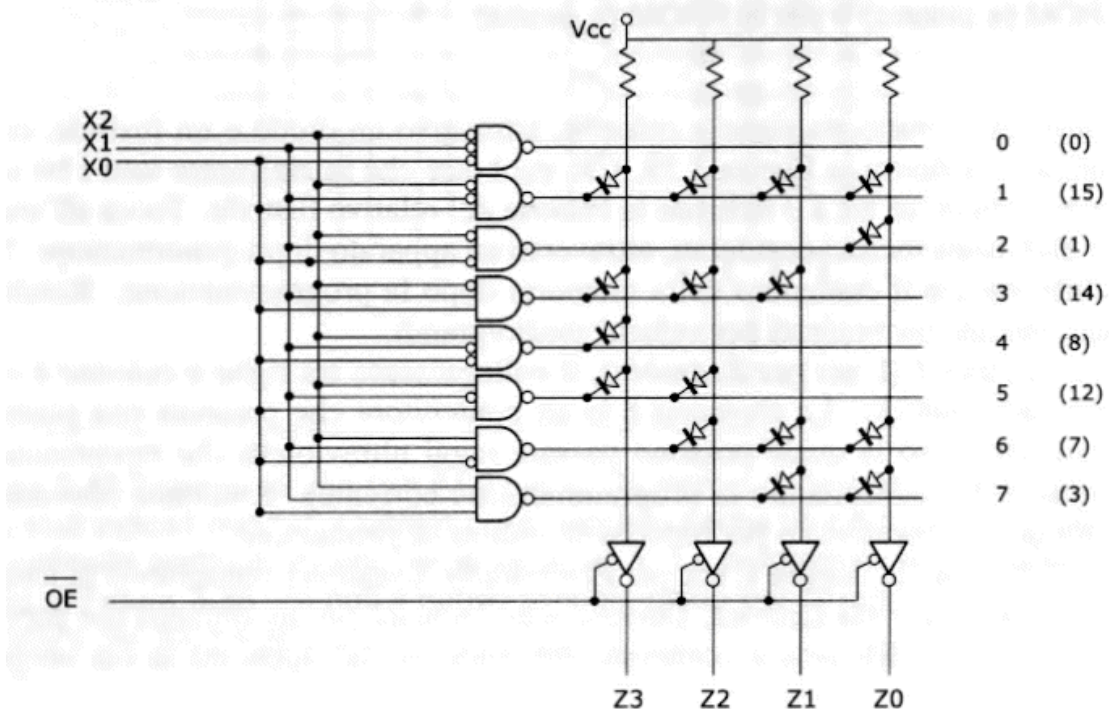 Vcc
X2
X1
X0
0 (0)
1 (15)
2 (1)
3 (14)
4 (8)
5 (12)
6 (7)
7 (3)
OE
Z3 Z2 Z1 Z0